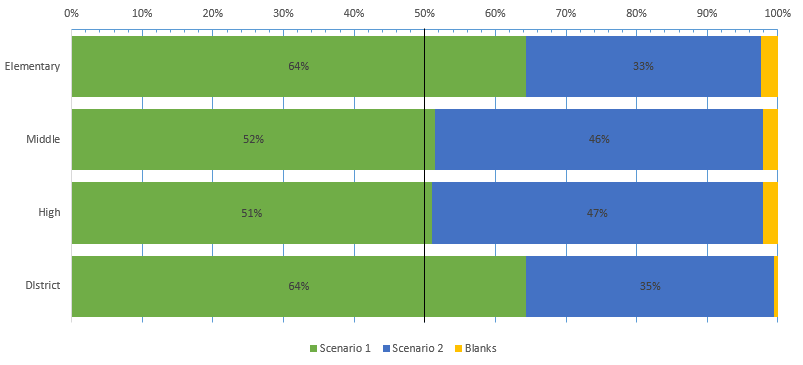 0% 10% 20% 30% 40% 50% 60% 70% 80% 90% 100%
Elementary 64% 33%
Middle 52% 46%
High 51% 47%
DIstrict 64% 35%
Scenario 1 Scenario 2 Blanks